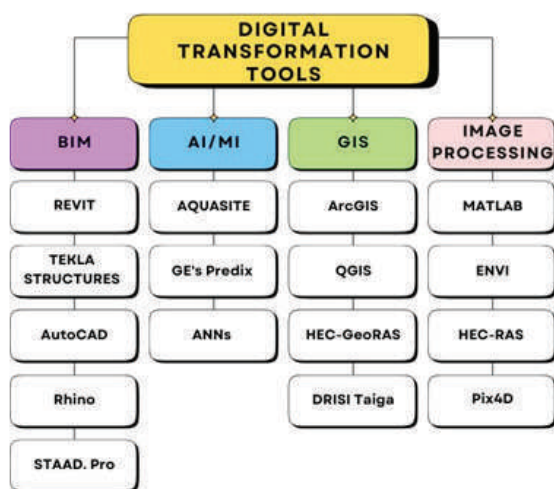 DIGITAL
TRANSFORMATION
TOOLS
BIM
AI/MI
GIS
IMAGE
PROCESSING
REVIT
AQUASITE
ArcGIS
MATLAB
TEKLA
STRUCTURES
GE's Predix
QGIS
ENVI
AutoCAD
ANNs
HEC-GeoRAS
HEC-RAS
Rhino
DRISI Taiga
Pix4D
STAAD. Pro